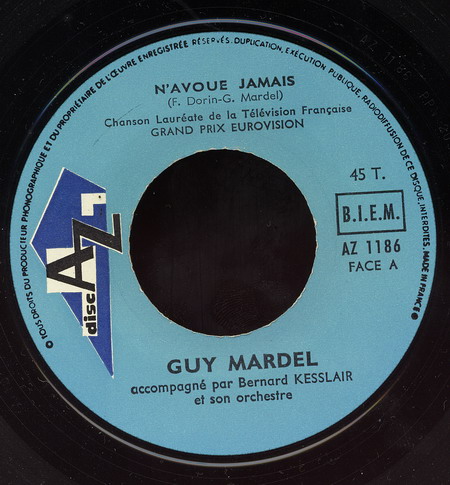 TOUS DROITS DU PRODUCTEUR PHONOGRAPHIQUE ET DU PROPRIÉTAIRE DE L'ŒUVRE ENREGISTRÉE RÉSERVÉS. DUPLICATION, EXÉCUTION PUBLIQUE, RADIODIFFUSION DE CE DISQUE, INTERDITES. MADE IN FRANCE
N'AVOUE JAMAIS
(F. Dorin-G. Mardel)
Chanson Lauréate de la Télévision Française
GRAND PRIX EUROVISION
45 T.
B.I.E.M.
AZ 1186
FACE A
disc AZ
GUY MARDEL
accompagné par Bernard KESSLAIR
et son orchestre